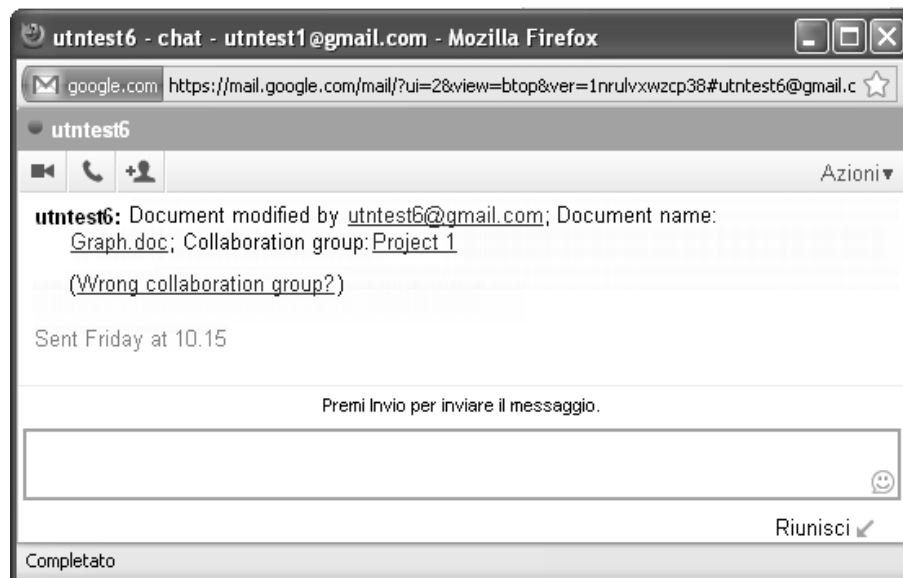 utntest6 - chat - utntest1@gmail.com - Mozilla Firefox
google.com https://mail.google.com/mail/?ui=2&view=btop&ver=1nrulvxwzcp38#utntest6@gmail.c
utntest6
Azioni▾
utntest6: Document modified by utntest6@gmail.com; Document name:
Graph.doc; Collaboration group: Project 1
(Wrong collaboration group?)
Sent Friday at 10.15
Premi Invio per inviare il messaggio.
Riunisci
Completato